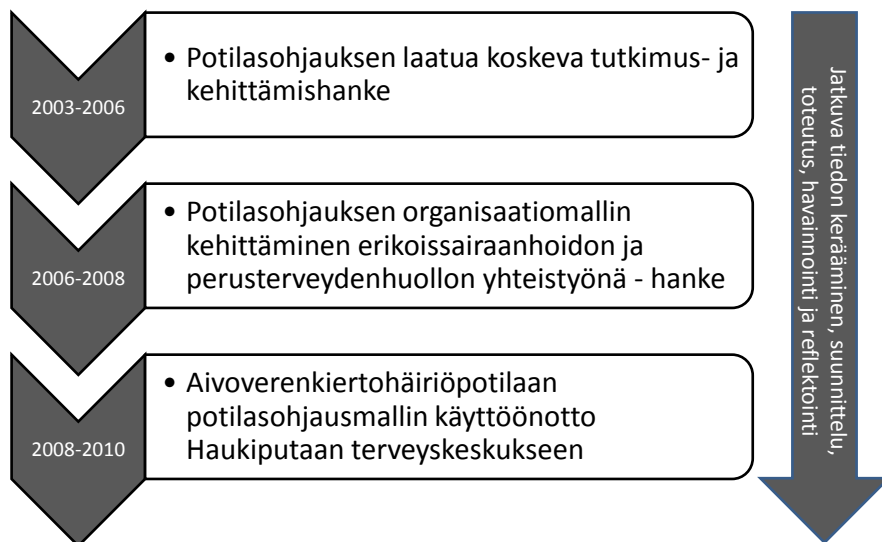 2003-2006
• Potilasohjauksen laatua koskeva tutkimus- ja
kehittämishanke
2006-2008
• Potilasohjauksen organisaatiomallin
kehittäminen erikoissairaanhoidon ja
perusterveydenhuollon yhteistyönä - hanke
2008-2010
• Aivoverenkiertohäiriöpotilaan
potilasohjausmallin käyttöönotto
Haukiputaan terveyskeskukseen
Jatkuva tiedon kerääminen, suunnittelu,
toteutus, havainnointi ja reflektointi